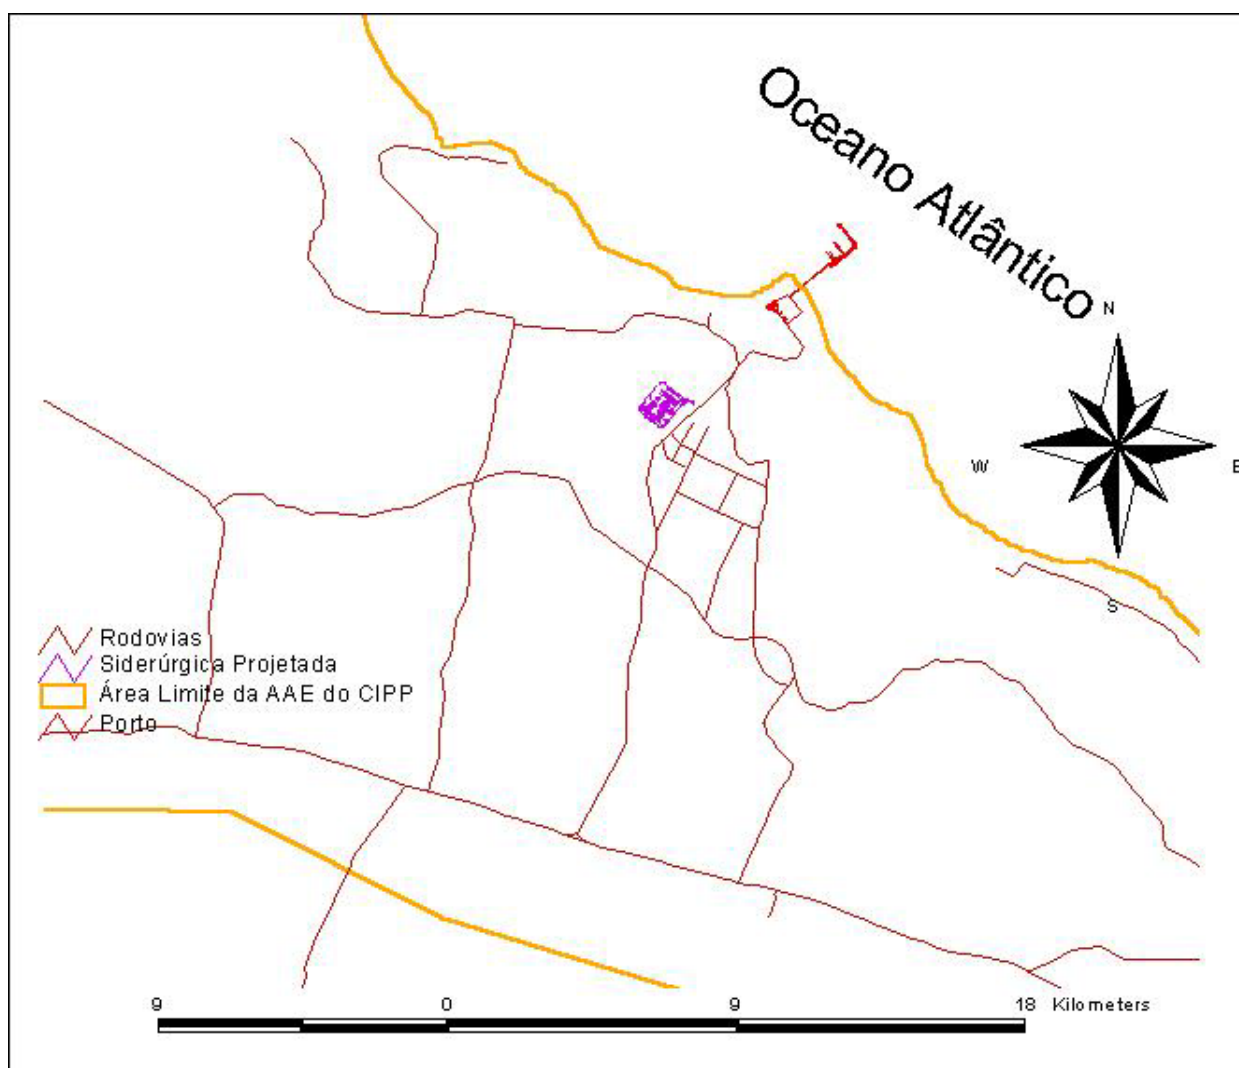 Oceano Atlântico
N
W
E
S
Rodovias
Siderúrgica Projetada
Área Limite da AAE do CIPP
Porto
9 0 9 18 Kilometers